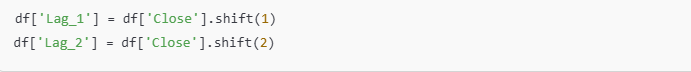 df['Lag_1'] = df['Close'].shift(1)
df['Lag_2'] = df['Close'].shift(2)